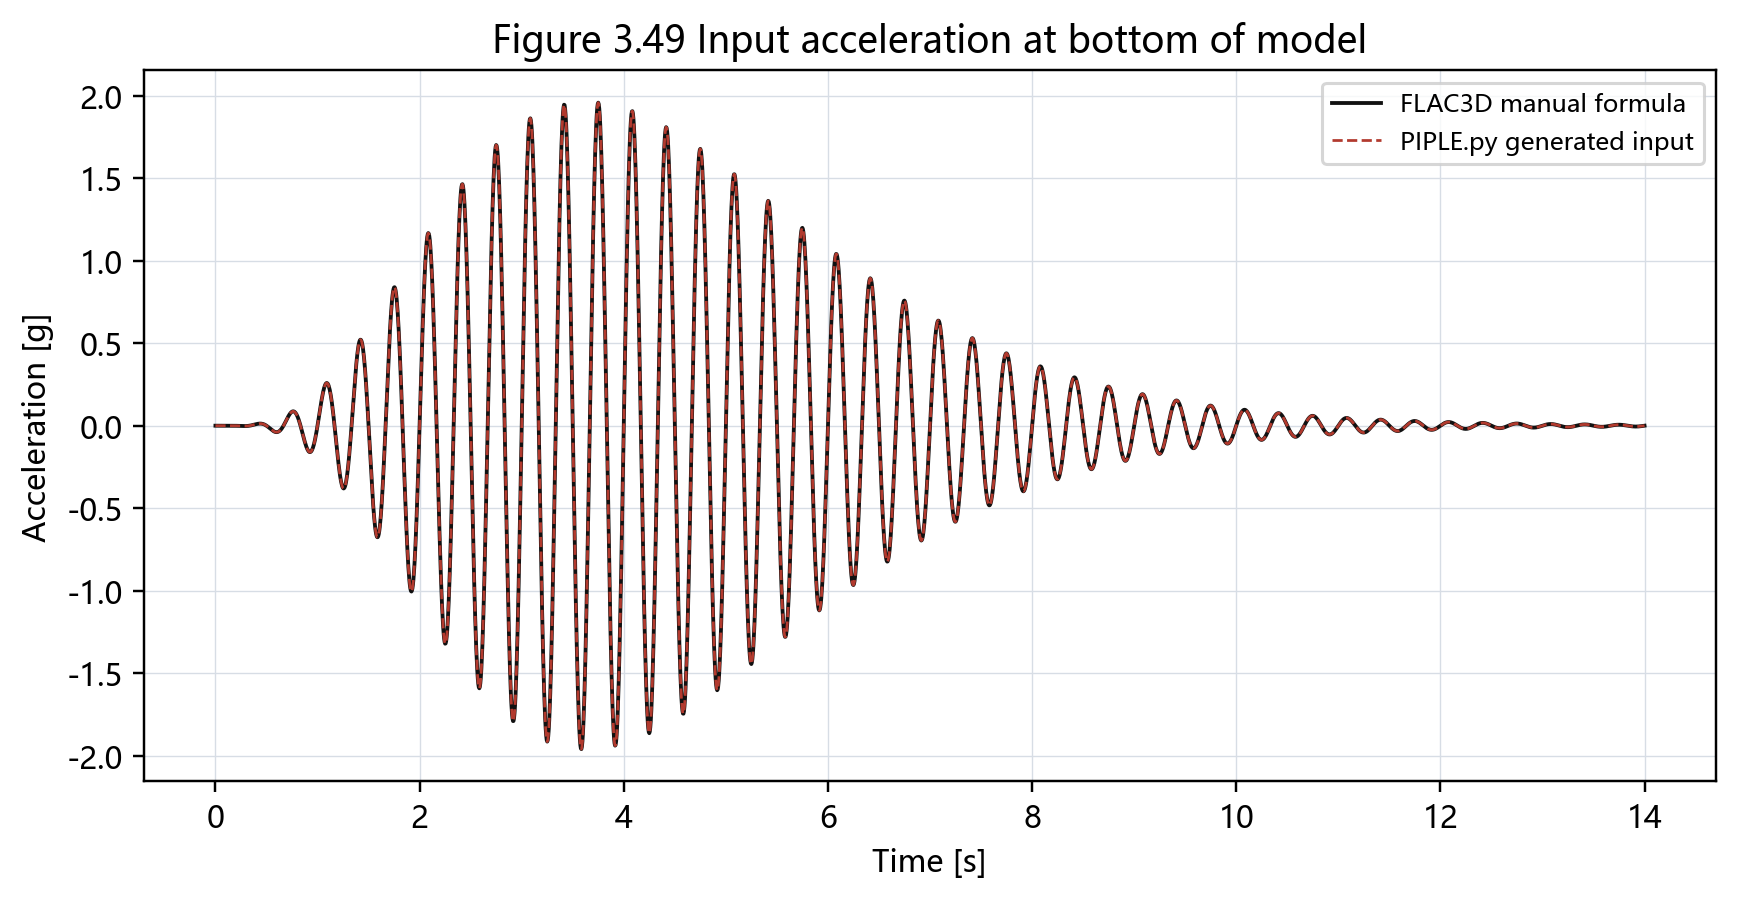 Figure 3.49 Input acceleration at bottom of model
FLAC3D manual formula
PIPLE.py generated input
Acceleration [g]
2.0
1.5
1.0
0.5
0.0
-0.5
-1.0
-1.5
-2.0
0 2 4 6 8 10 12 14
Time [s]